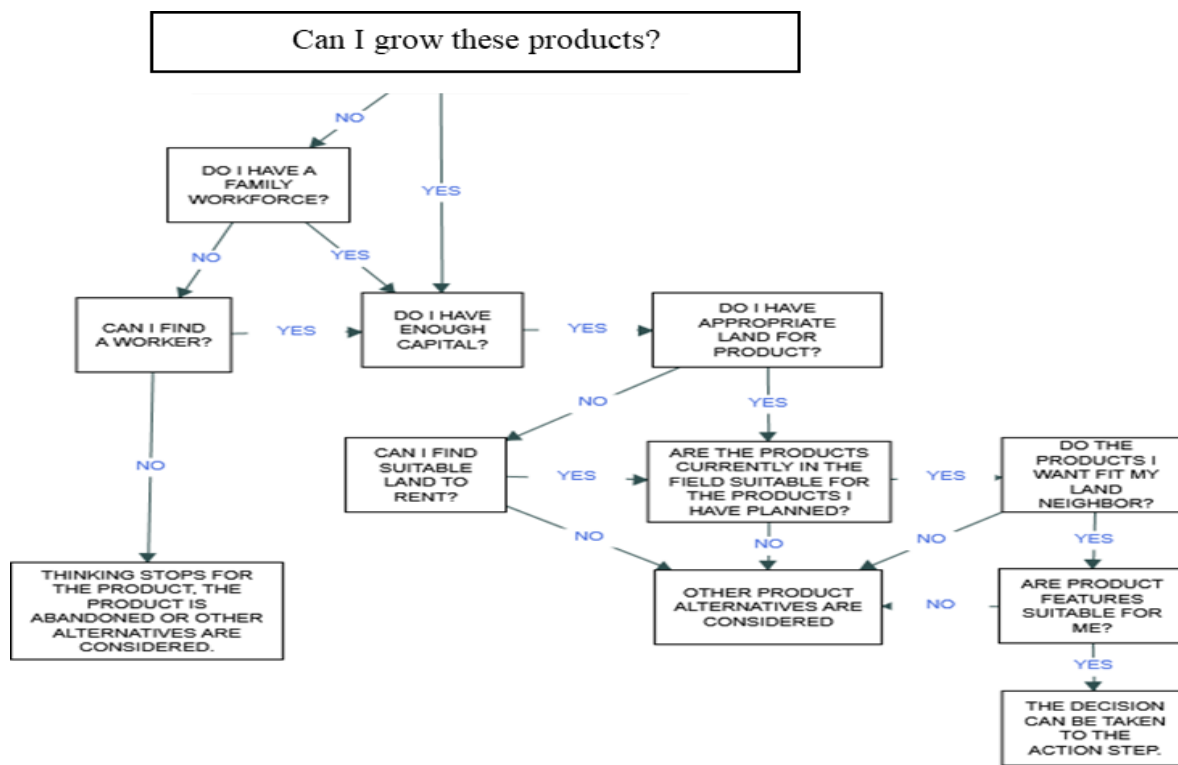 Can I grow these products?
NO
DO I HAVE A
FAMILY
WORKFORCE?
YES
NO
YES
CAN I FIND
A WORKER?
YES
DO I HAVE
ENOUGH
CAPITAL?
YES
DO I HAVE
APPROPRIATE
LAND FOR
PRODUCT?
NO
YES
CAN I FIND
SUITABLE
LAND TO
RENT?
YES
ARE THE PRODUCTS
CURRENTLY IN THE
FIELD SUITABLE FOR
THE PRODUCTS I
HAVE PLANNED?
YES
DO THE
PRODUCTS I
WANT FIT MY
LAND
NEIGHBOR?
NO
NO
NO
NO
YES
THINKING STOPS FOR
THE PRODUCT, THE
PRODUCT IS
ABANDONED OR OTHER
ALTERNATIVES ARE
CONSIDERED.
OTHER PRODUCT
ALTERNATIVES ARE
CONSIDERED
NO
ARE PRODUCT
FEATURES
SUITABLE FOR
ME?
YES
THE DECISION
CAN BE TAKEN
TO THE
ACTION STEP.